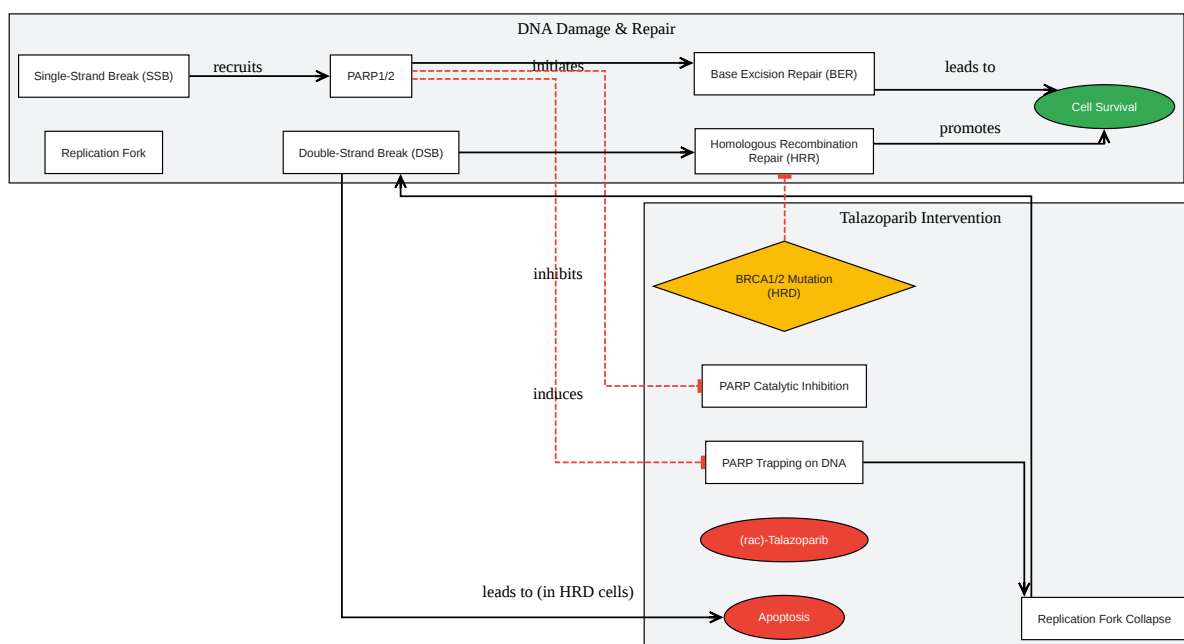 DNA Damage & Repair
Single-Strand Break (SSB)
recruits
PARP1/2
initiates
Base Excision Repair (BER)
leads to
Cell Survival
Replication Fork
Double-Strand Break (DSB)
Homologous Recombination
Repair (HRR)
promotes
Talazoparib Intervention
inhibits
BRCA1/2 Mutation
(HRD)
induces
PARP Catalytic Inhibition
PARP Trapping on DNA
(rac)-Talazoparib
leads to (in HRD cells)
Apoptosis
Replication Fork Collapse